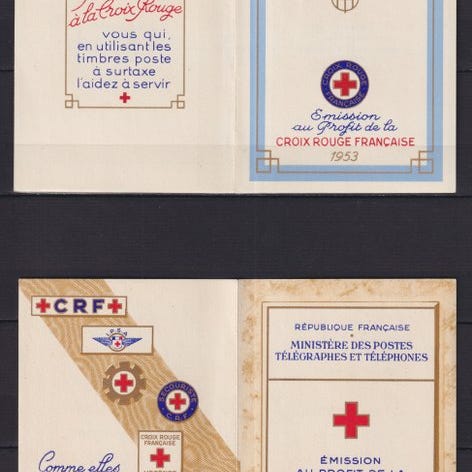 à la Croix Rouge
vous qui,
en utilisant les
timbres poste
à surtaxe
l'aidez à servir
CROIX ROUGE
FRANÇAISE
Emission
au Profit de la
CROIX ROUGE FRANÇAISE
1953
CRF
SECOURISTE
C.R.F.
CROIX ROUGE
FRANÇAISE
Comme elles
RÉPUBLIQUE FRANÇAISE
MINISTÈRE DES POSTES
TÉLÉGRAPHES ET TÉLÉPHONES
ÉMISSION
AU PROFIT DE LA